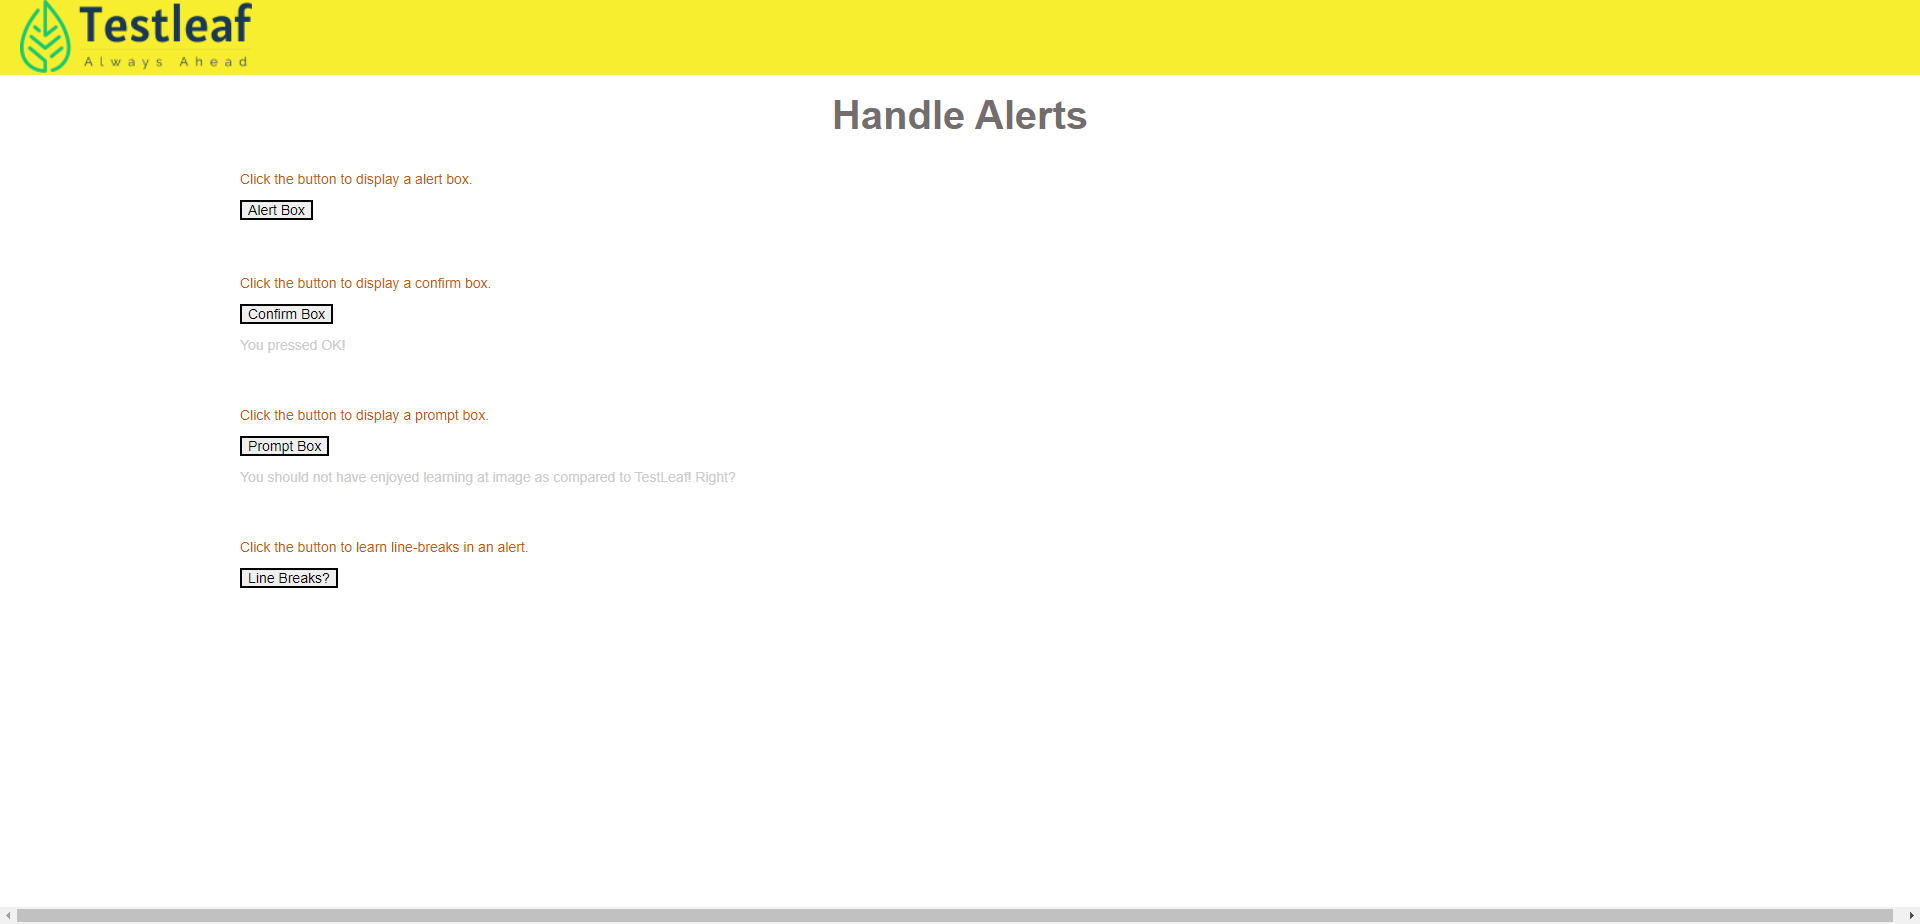 Testleaf
Always Ahead
Handle Alerts
Click the button to display a alert box.
Alert Box
Click the button to display a confirm box.
Confirm Box
You pressed OK!
Click the button to display a prompt box.
Prompt Box
You should not have enjoyed learning at image as compared to TestLeaf! Right?
Click the button to learn line-breaks in an alert.
Line Breaks?